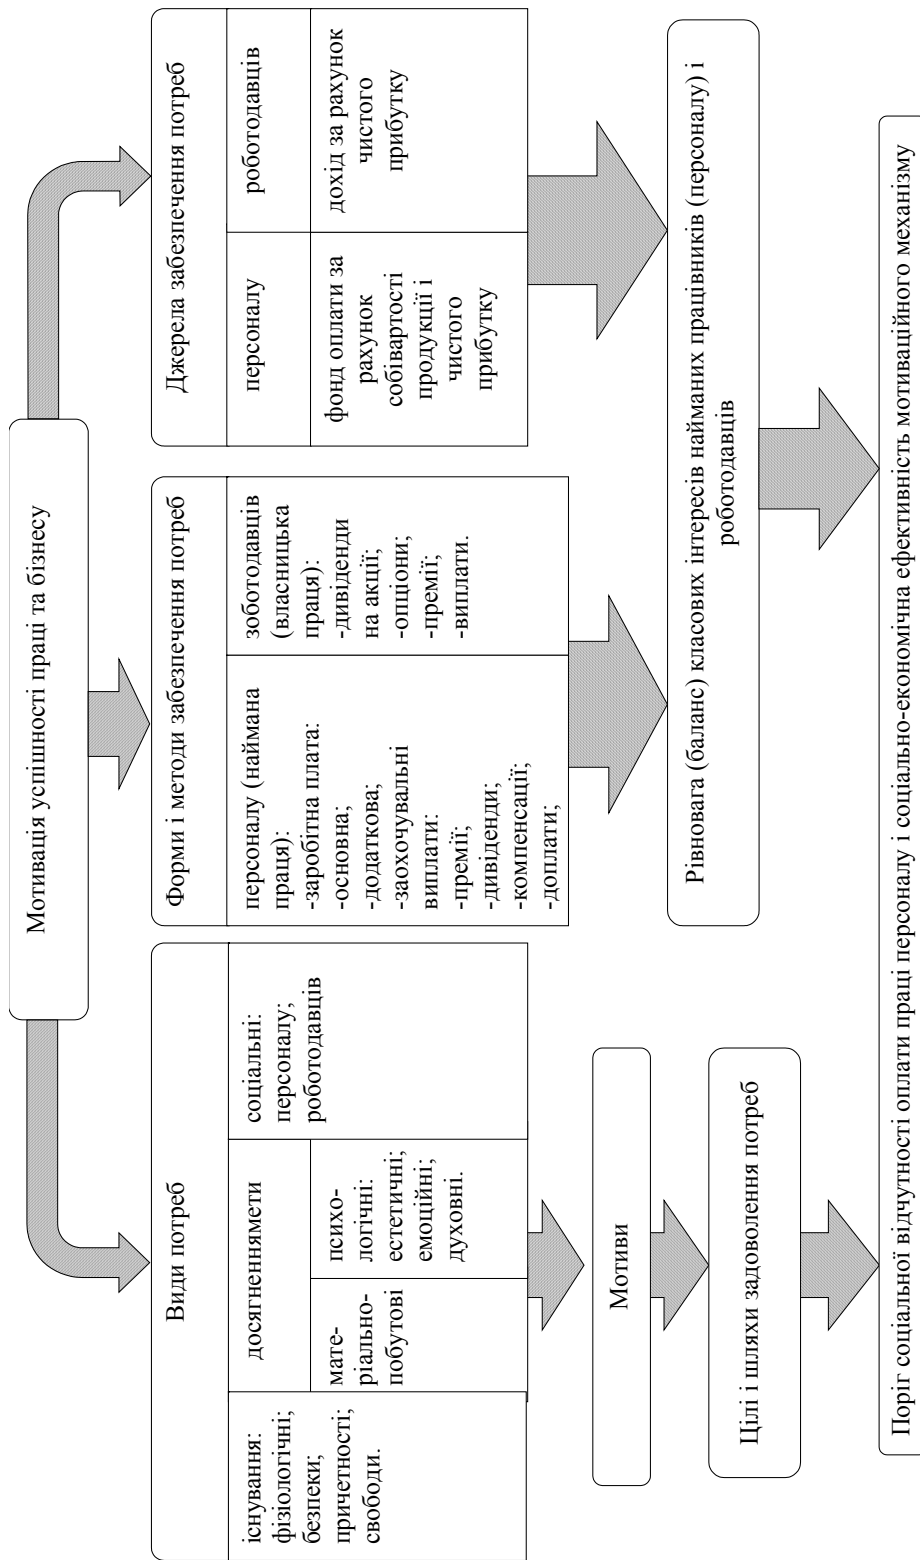 Мотивація успішності праці та бізнесу
Види потреб
існування:
фізіологічні;
безпеки;
причетності;
свободи.
досягненнямети
мате-
ріально-
побутові
психо-
логічні:
естетичні;
емоційні;
духовні.
соціальні:
персоналу;
роботодавців
Мотиви
Цілі і шляхи задоволення потреб
Форми і методи забезпечення потреб
персоналу (наймана
праця):
-заробітна плата:
-основна;
-додаткова;
-заохочувальні
виплати:
-премії;
-дивіденди;
-компенсації;
-доплати;
зоботодавців
(власницька
праця):
-дивіденди
на акції;
-опціони;
-премії;
-виплати.
Джерела забезпечення потреб
персоналу
роботодавців
фонд оплати за
рахунок
собівартості
продукції і
чистого
прибутку
дохід за рахунок
чистого
прибутку
Рівновага (баланс) класових інтересів найманих працівників (персоналу) і
роботодавців
Поріг соціальної відчутності оплати праці персоналу і соціально-економічна ефективність мотиваційного механізму